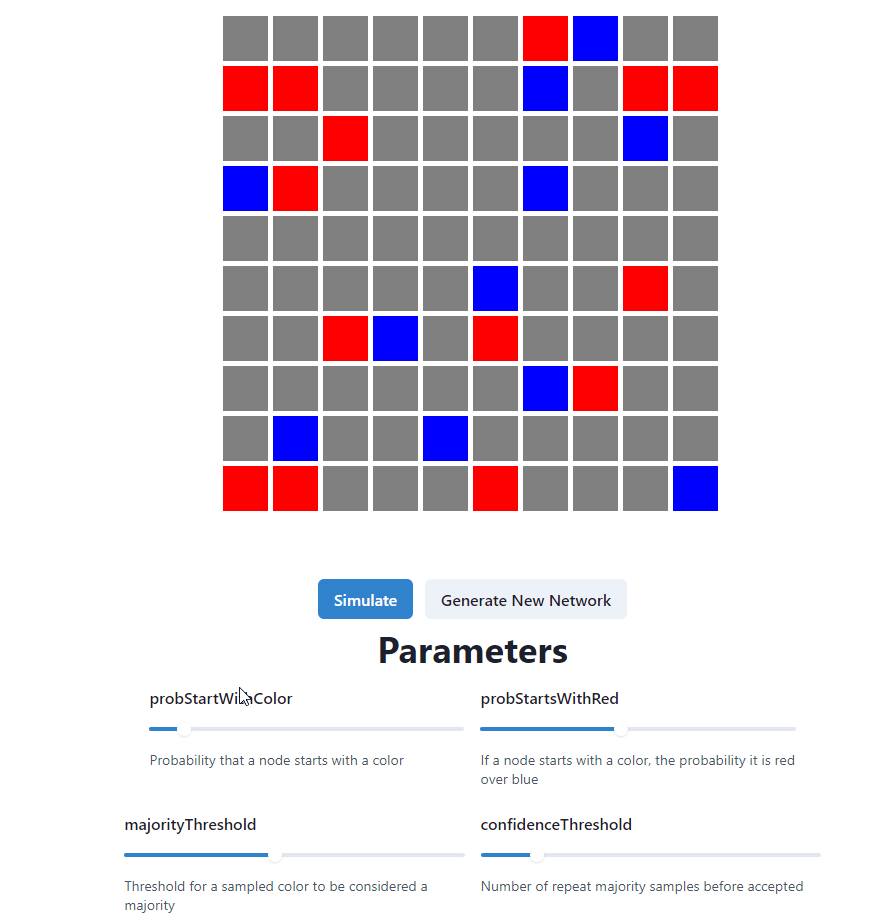 Simulate
Generate New Network
Parameters
probStartWithColor
probStartsWithRed
Probability that a node starts with a color
If a node starts with a color, the probability it is red
over blue
majorityThreshold
confidenceThreshold
Threshold for a sampled color to be considered a
majority
Number of repeat majority samples before accepted